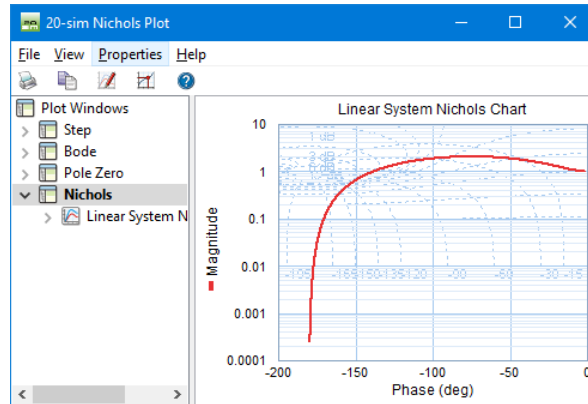 20-sim Nichols Plot
File View Properties Help
Plot Windows
Step
Bode
Pole Zero
Nichols
Linear System N
Linear System Nichols Chart
10
1
0.1
0.01
0.001
0.0001
Magnitude
-200 -150 -100 -50 0
Phase (deg)